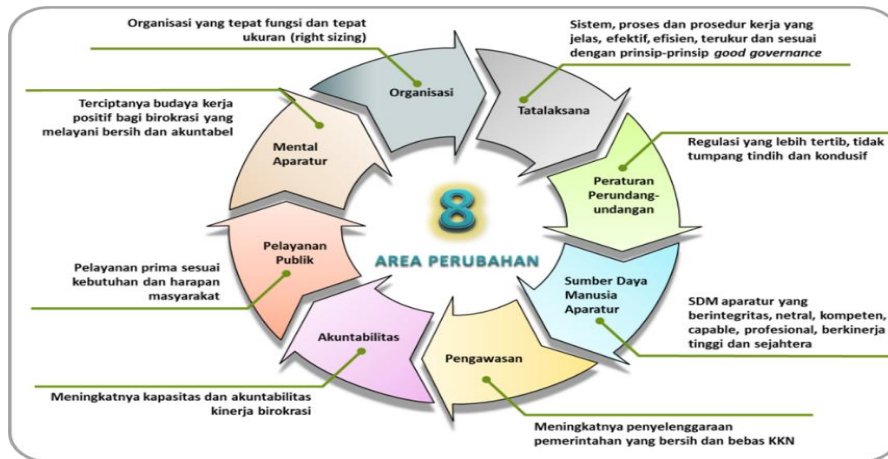 Organisasi yang tepat fungsi dan tepat
ukuran (right sizing)
Organisasi
Sistem, proses dan prosedur kerja yang
jelas, efektif, efisien, terukur dan sesuai
dengan prinsip-prinsip good governance
Tatalaksana
Regulasi yang lebih tertib, tidak
tumpang tindih dan kondusif
Peraturan
Perundang-
undangan
SDM aparatur yang
berintegritas, netral, kompeten,
capable, profesional, berkinerja
tinggi dan sejahtera
Sumber Daya
Manusia
Aparatur
Meningkatnya penyelenggaraan
pemerintahan yang bersih dan bebas KKN
Pengawasan
Meningkatnya kapasitas dan akuntabilitas
kinerja birokrasi
Akuntabilitas
Pelayanan prima sesuai
kebutuhan dan harapan
masyarakat
Pelayanan
Publik
Terciptanya budaya kerja
positif bagi birokrasi yang
melayani bersih dan akuntabel
Mental
Aparatur
8
AREA PERUBAHAN